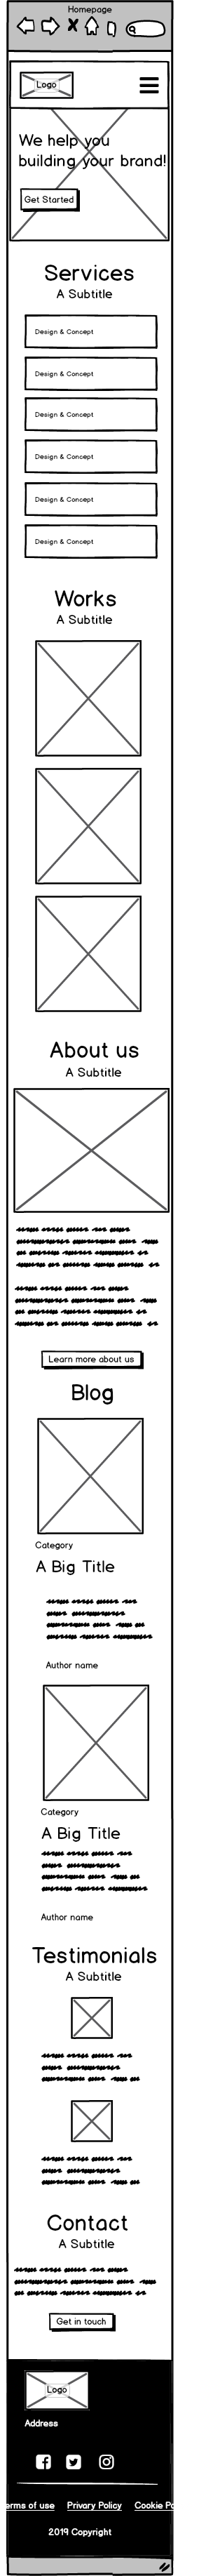 Homepage
Logo
We help you
building your brand!
Get Started
Services
A Subtitle
Design & Concept
Design & Concept
Design & Concept
Design & Concept
Design & Concept
Design & Concept
Works
A Subtitle
About us
A Subtitle
Learn more about us
Blog
Category
A Big Title
Author name
Category
A Big Title
Author name
Testimonials
A Subtitle
Contact
A Subtitle
Get in touch
Logo
Address
erms of use Privacy Policy Cookie Po
2019 Copyright